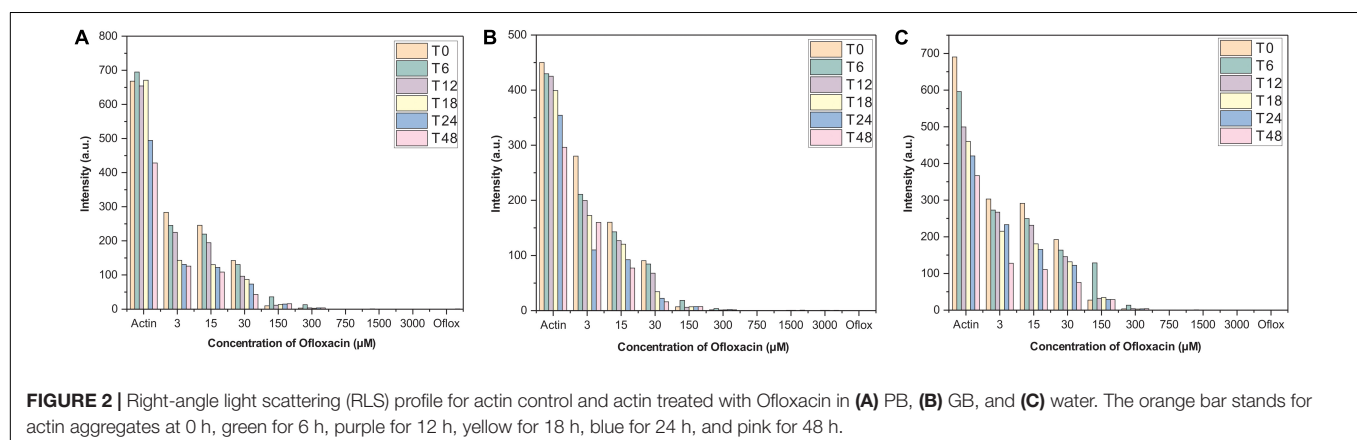 A
800
700
600
500
400
300
200
100
0
Intensity (a.u.)
T0
T6
T12
T18
T24
T48
Actin 3 15 30 150 300 750 1500 3000 Oflox
Concentration of Ofloxacin (µM)
B
500
400
300
200
100
0
Intensity (a.u.)
T0
T6
T12
T18
T24
T48
Actin 3 15 30 150 300 750 1500 3000 Oflox
Concentration of Ofloxacin (µM)
C
700
600
500
400
300
200
100
0
Intensity (a.u.)
T0
T6
T12
T18
T24
T48
Actin 3 15 30 150 300 750 1500 3000 Oflox
Concentration of Ofloxacin (µM)
FIGURE 2 | Right-angle light scattering (RLS) profile for actin control and actin treated with Ofloxacin in (A) PB, (B) GB, and (C) water. The orange bar stands for
actin aggregates at 0 h, green for 6 h, purple for 12 h, yellow for 18 h, blue for 24 h, and pink for 48 h.